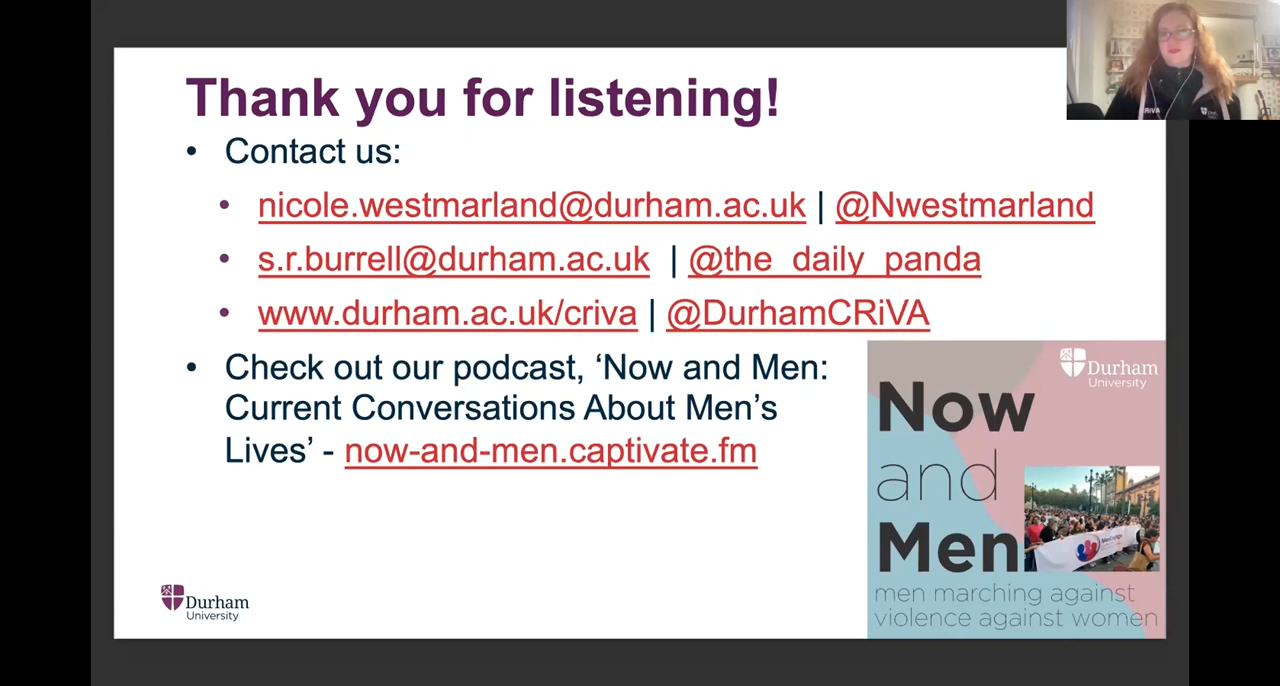 Thank you for listening!
• Contact us:
• nicole.westmarland@durham.ac.uk | @Nwestmarland
• s.r.burrell@durham.ac.uk | @the_daily_panda
• www.durham.ac.uk/criva | @DurhamCRiVA
• Check out our podcast, ‘Now and Men:
Current Conversations About Men’s
Lives’ - now-and-men.captivate.fm
Durham
University
Now
and
Men
MenEngage
men marching against
violence against women
Durham
University
CRiVA